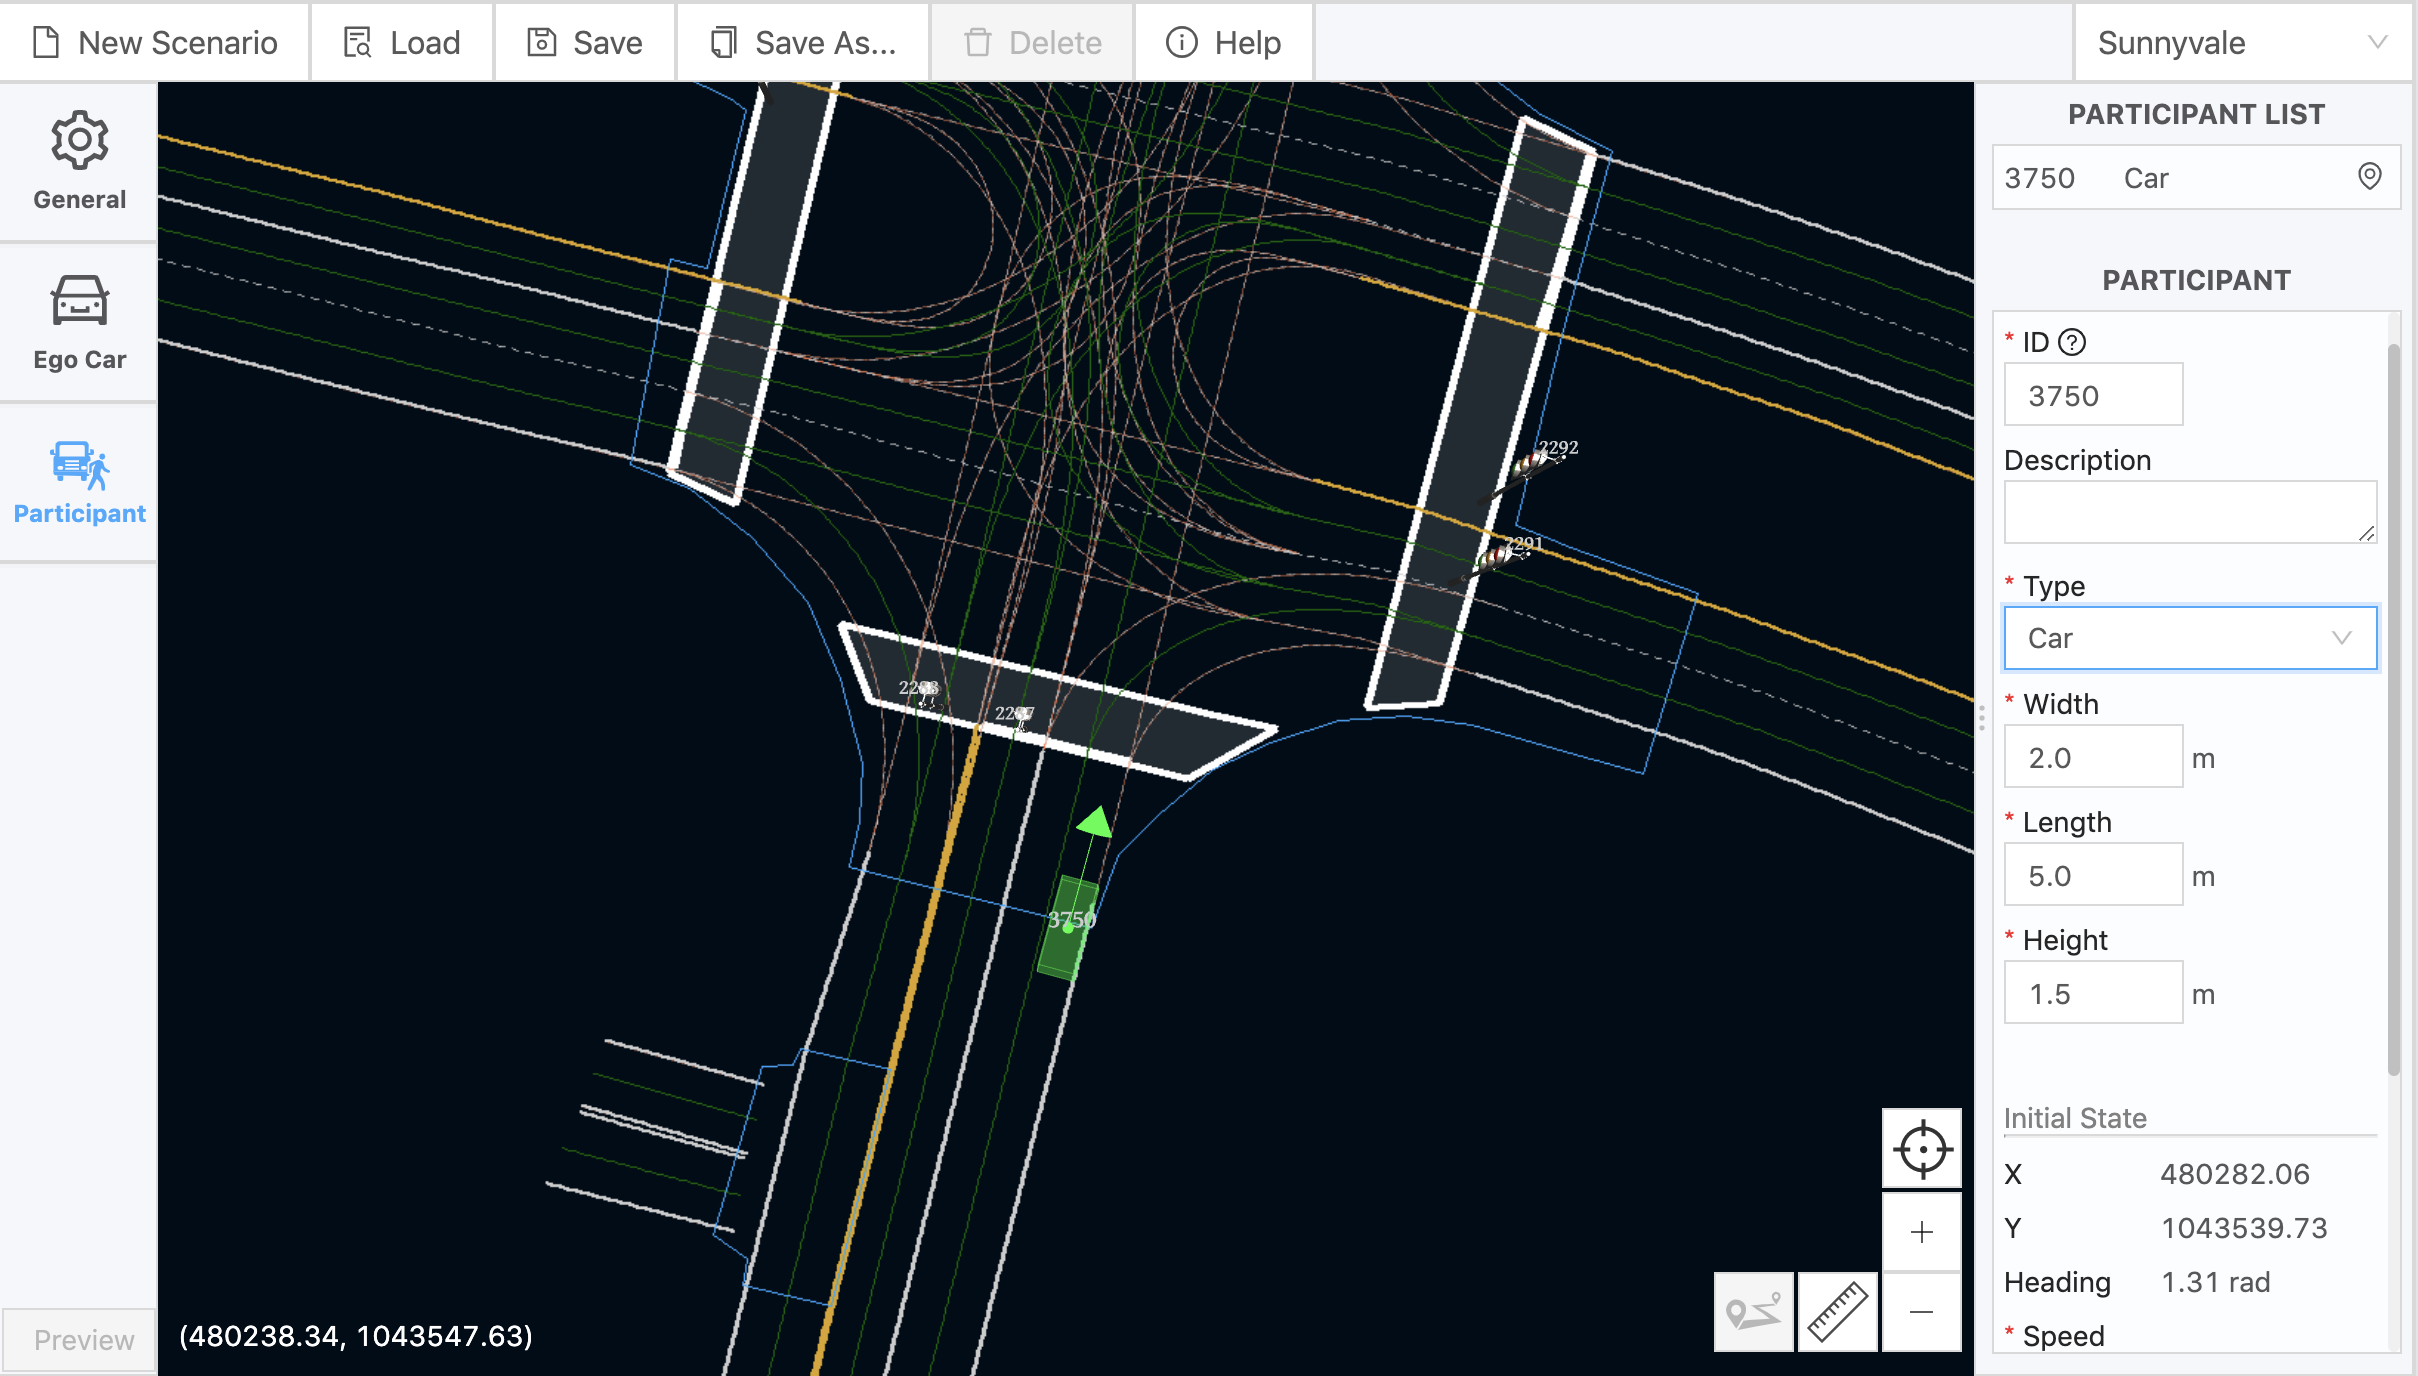 New Scenario
Load
Save
Save As...
Delete
Help
Sunnyvale
General
Ego Car
Participant
Preview
2292
2291
2287
3750
(480238.34, 1043547.63)
PARTICIPANT LIST
3750 Car
PARTICIPANT
* ID ?
3750
Description
* Type
Car
* Width
2.0 m
* Length
5.0 m
* Height
1.5 m
Initial State
X 480282.06
Y 1043539.73
Heading 1.31 rad
* Speed